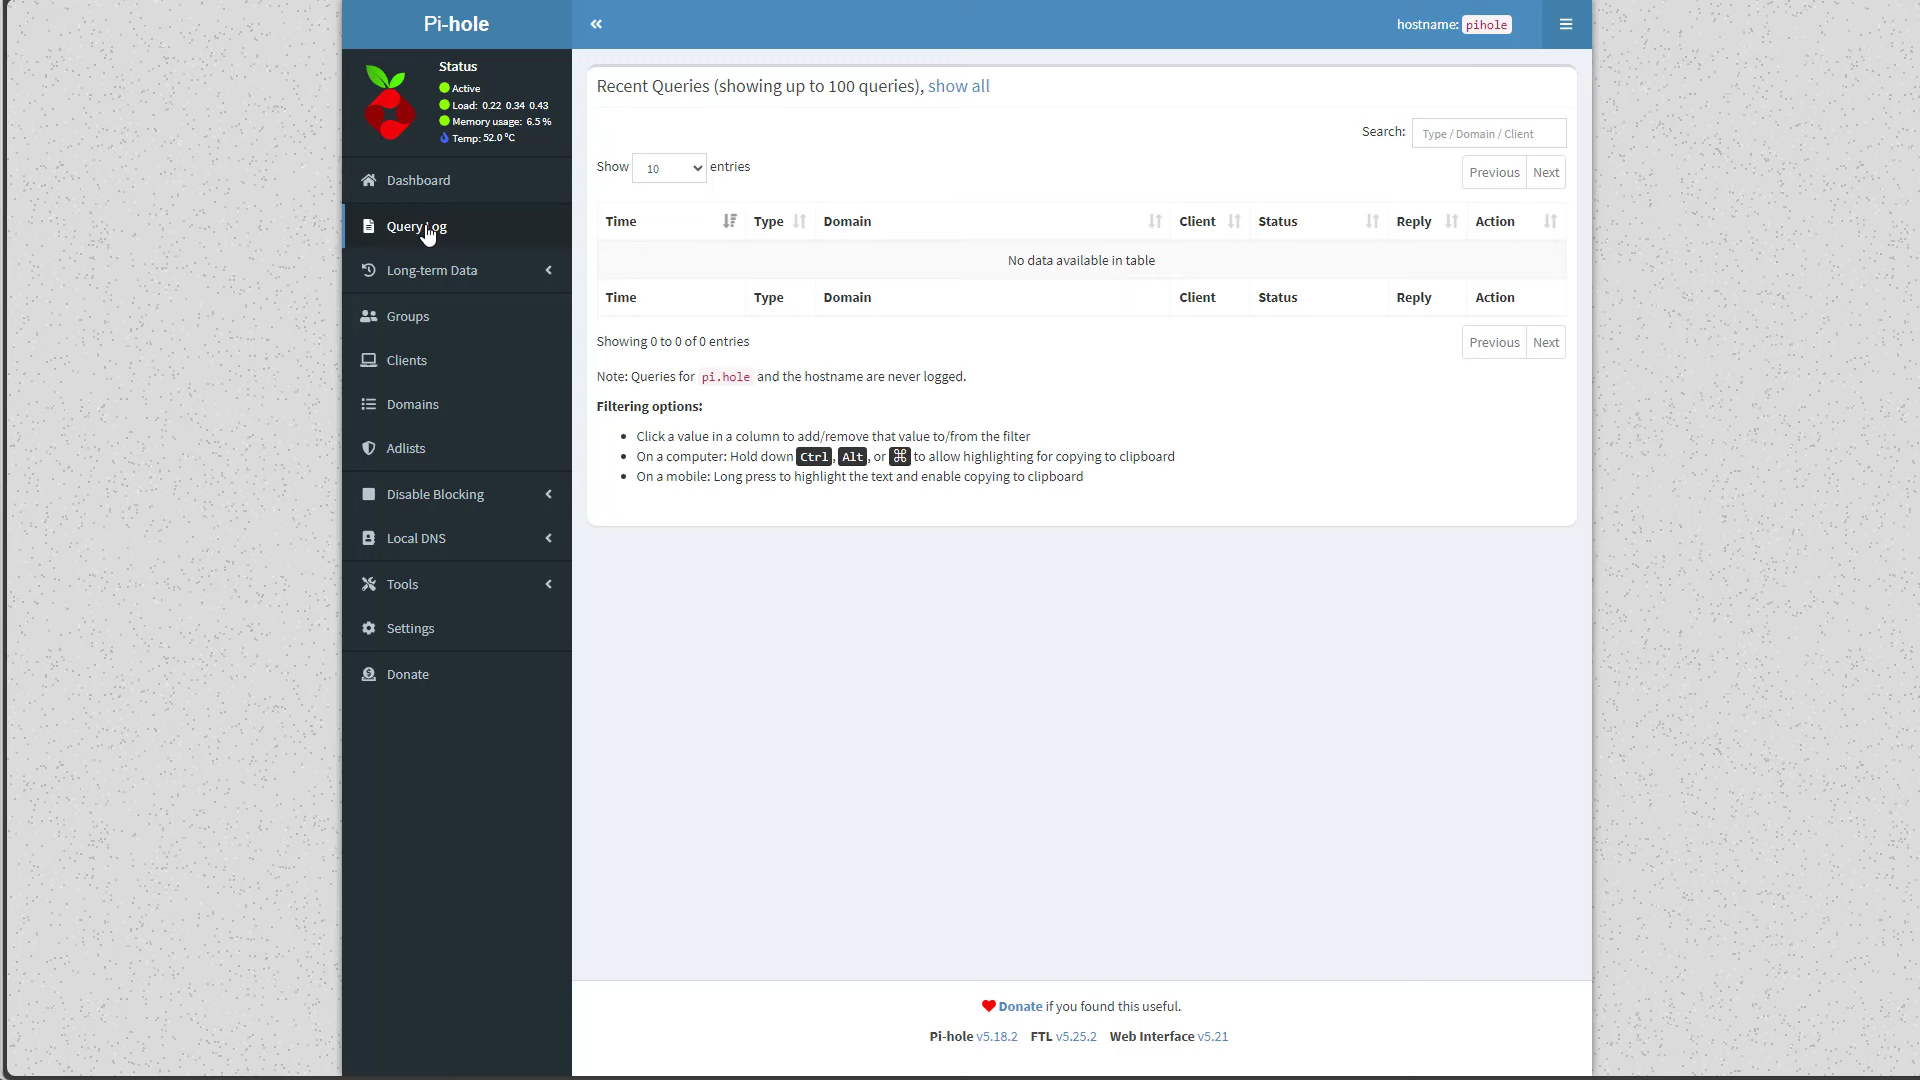 Pi-hole
hostname: pihole
Status
Active
Load: 0.22 0.34 0.43
Memory usage: 6.5 %
Temp: 52.0 °C
Dashboard
Query Log
Long-term Data
Groups
Clients
Domains
Adlists
Disable Blocking
Local DNS
Tools
Settings
Donate
Recent Queries (showing up to 100 queries), show all
Search: Type / Domain / Client
Show 10 entries
Previous Next
Time Type Domain Client Status Reply Action
No data available in table
Time Type Domain Client Status Reply Action
Showing 0 to 0 of 0 entries
Previous Next
Note: Queries for pi.hole and the hostname are never logged.
Filtering options:
Click a value in a column to add/remove that value to/from the filter
On a computer: Hold down Ctrl, Alt, or ⌘ to allow highlighting for copying to clipboard
On a mobile: Long press to highlight the text and enable copying to clipboard
Donate if you found this useful.
Pi-hole v5.18.2 FTL v5.25.2 Web Interface v5.21